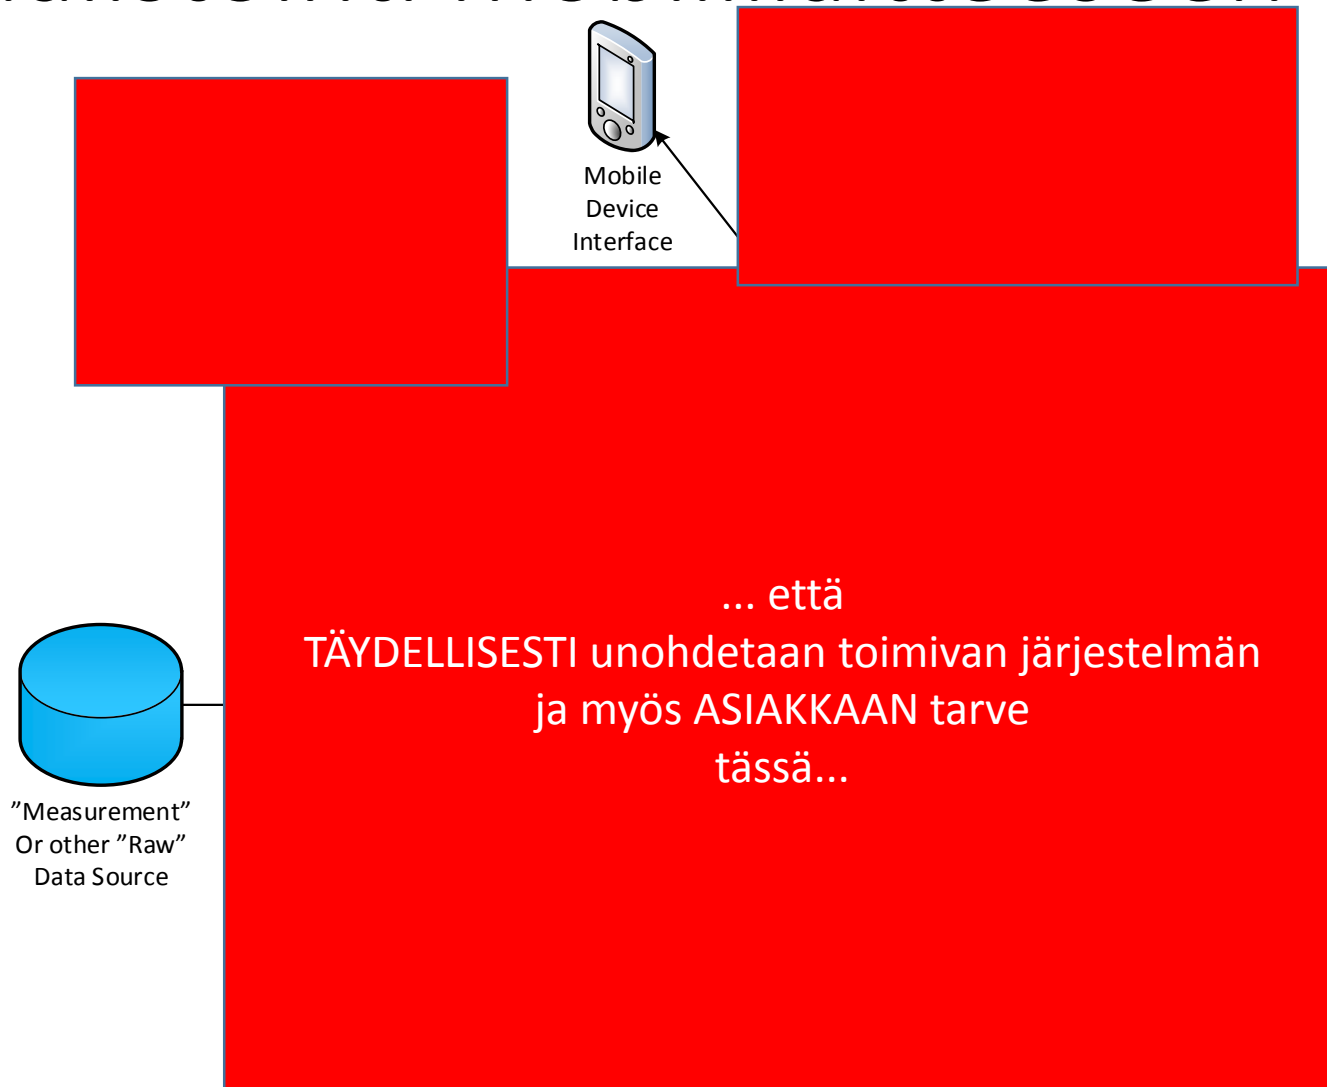 Mobile
Device
Interface
... että
TÄYDELLISESTI unohdetaan toimivan järjestelmän
ja myös ASIAKKAAN tarve
tässä...
”Measurement”
Or other ”Raw”
Data Source